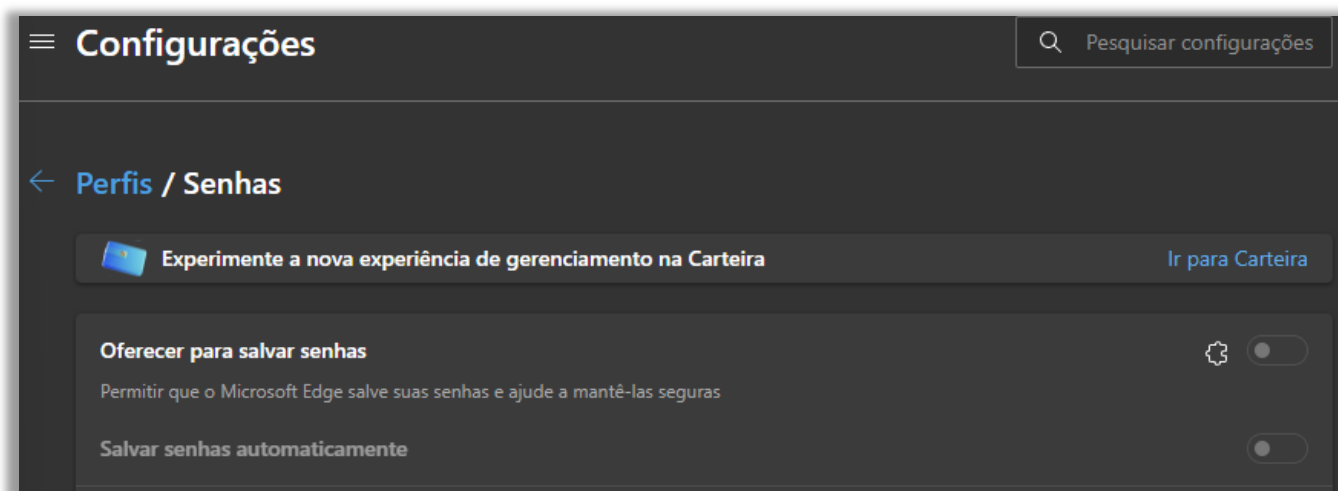 Configurações
Pesquisar configurações
Perfis / Senhas
Experimente a nova experiência de gerenciamento na Carteira
Ir para Carteira
Oferecer para salvar senhas
Permitir que o Microsoft Edge salve suas senhas e ajude a mantê-las seguras
Salvar senhas automaticamente